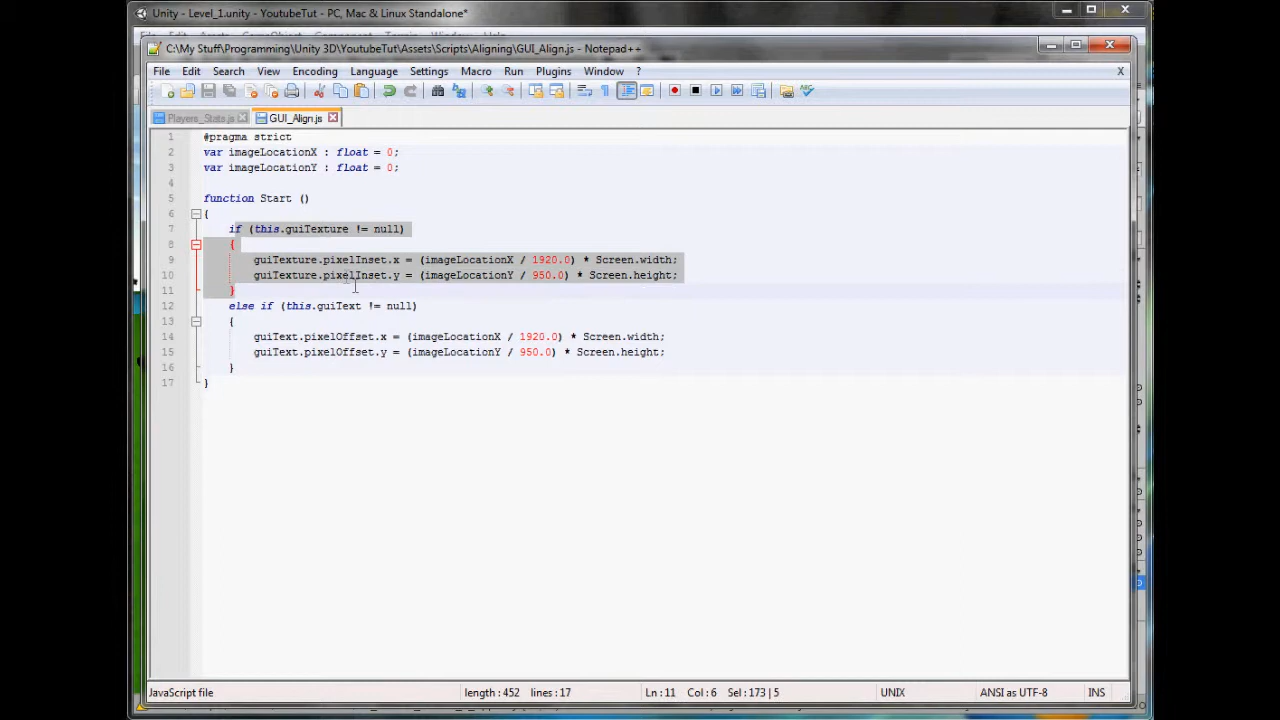 Unity - Level_1.unity - YoutubeTut - PC, Mac & Linux Standalone*
C:\My Stuff\Programming\Unity 3D\YoutubeTut\Assets\Scripts\Aligning\GUI_Align.js - Notepad++
File Edit Search View Encoding Language Settings Macro Run Plugins Window ? X
Players_Stats.js GUI_Align.js
1 #pragma strict
2 var imageLocationX : float = 0;
3 var imageLocationY : float = 0;
4
5 function Start ()
6 {
7 if (this.guiTexture != null)
8 {
9 guiTexture.pixelInset.x = (imageLocationX / 1920.0) * Screen.width;
10 guiTexture.pixelInset.y = (imageLocationY / 950.0) * Screen.height;
11 }
12 else if (this.guiText != null)
13 {
14 guiText.pixelOffset.x = (imageLocationX / 1920.0) * Screen.width;
15 guiText.pixelOffset.y = (imageLocationY / 950.0) * Screen.height;
16 }
17 }
JavaScript file length : 452 lines : 17 Ln : 11 Col : 6 Sel : 173 | 5 UNIX ANSI as UTF-8 INS